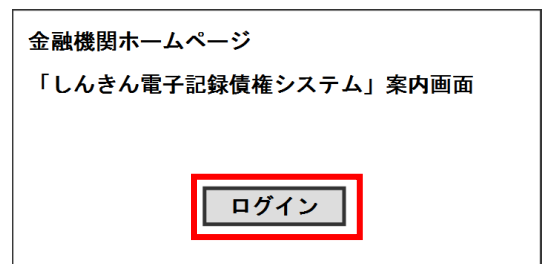 金融機関ホームページ
「しんきん電子記録債権システム」案内画面
ログイン